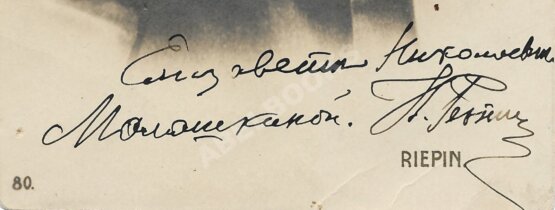 Елизавете Николаевне
Молошкиной. И. Репин
RIEPIN.
80.